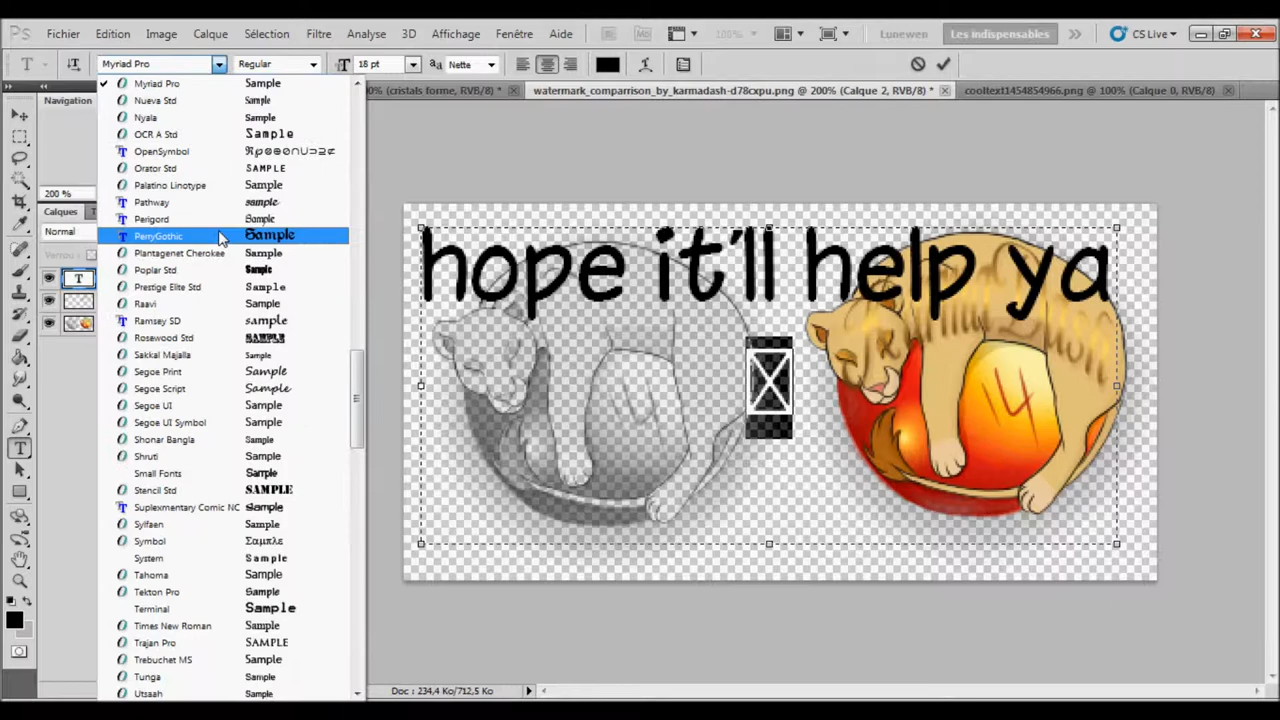 Ps Fichier Edition Image Calque Sélection Filtre Analyse 3D Affichage Fenêtre Aide 100% Lunewen Les indispensables CS Live
Myriad Pro Regular 18 pt Nette
0% (cristals forme, RVB/8) * watermark_comparrison_by_karmadash-d78cxpu.png @ 200% (Calque 2, RVB/8) * cooltext1454854966.png @ 100% (Calque 0, RVB/8)
Navigation
200 %
Calques
Normal
Verrou :
Myriad Pro Sample
Nueva Std Sample
Nyala Sample
OCR A Std Sample
OpenSymbol
Orator Std SAMPLE
Palatino Linotype Sample
Pathway sample
Perigord Sample
PerryGothic Sample
Plantagenet Cherokee Sample
Poplar Std Sample
Prestige Elite Std Sample
Raavi Sample
Ramsey SD sample
Rosewood Std SAMPLE
Sakkal Majalla Sample
Segoe Print Sample
Segoe Script Sample
Segoe UI Sample
Segoe UI Symbol Sample
Shonar Bangla Sample
Shruti Sample
Small Fonts Sample
Stencil Std SAMPLE
Suplexmentary Comic NC Sample
Sylfaen Sample
Symbol Σαμπλε
System Sample
Tahoma Sample
Tekton Pro Sample
Terminal Sample
Times New Roman Sample
Trajan Pro SAMPLE
Trebuchet MS Sample
Tunga Sample
Utsaah Sample
hope it'll help ya
Doc : 234,4 Ko/712,5 Ko